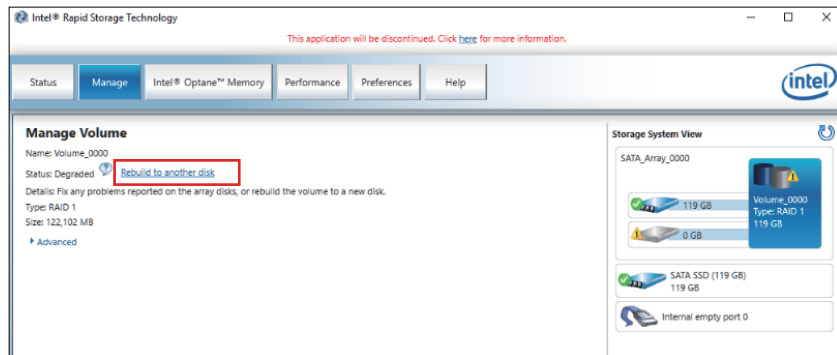 Intel® Rapid Storage Technology
This application will be discontinued. Click here for more information.
Status Manage Intel® Optane™ Memory Performance Preferences Help
intel
Manage Volume
Name: Volume_0000
Status: Degraded Rebuild to another disk
Details: Fix any problems reported on the array disks, or rebuild the volume to a new disk.
Type: RAID 1
Size: 122,102 MB
Advanced
Storage System View
SATA_Array_0000
119 GB
0 GB
Volume_0000
Type: RAID 1
119 GB
SATA SSD (119 GB)
119 GB
Internal empty port 0